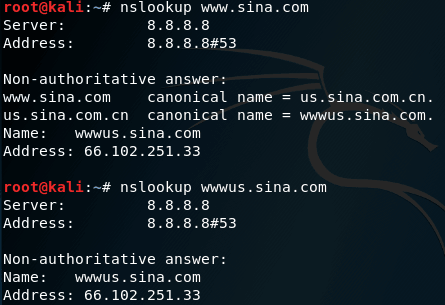 root@kali:~# nslookup www.sina.com
Server:         8.8.8.8
Address:        8.8.8.8#53

Non-authoritative answer:
www.sina.com    canonical name = us.sina.com.cn.
us.sina.com.cn  canonical name = wwwus.sina.com.
Name:   wwwus.sina.com
Address: 66.102.251.33

root@kali:~# nslookup wwwus.sina.com
Server:         8.8.8.8
Address:        8.8.8.8#53

Non-authoritative answer:
Name:   wwwus.sina.com
Address: 66.102.251.33